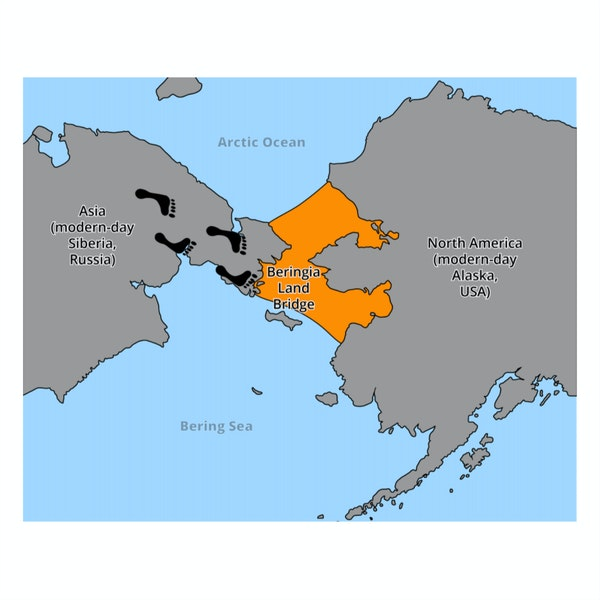 Arctic Ocean
Asia
(modern-day
Siberia,
Russia)
North America
(modern-day
Alaska,
USA)
Beringia
Land
Bridge
Bering Sea